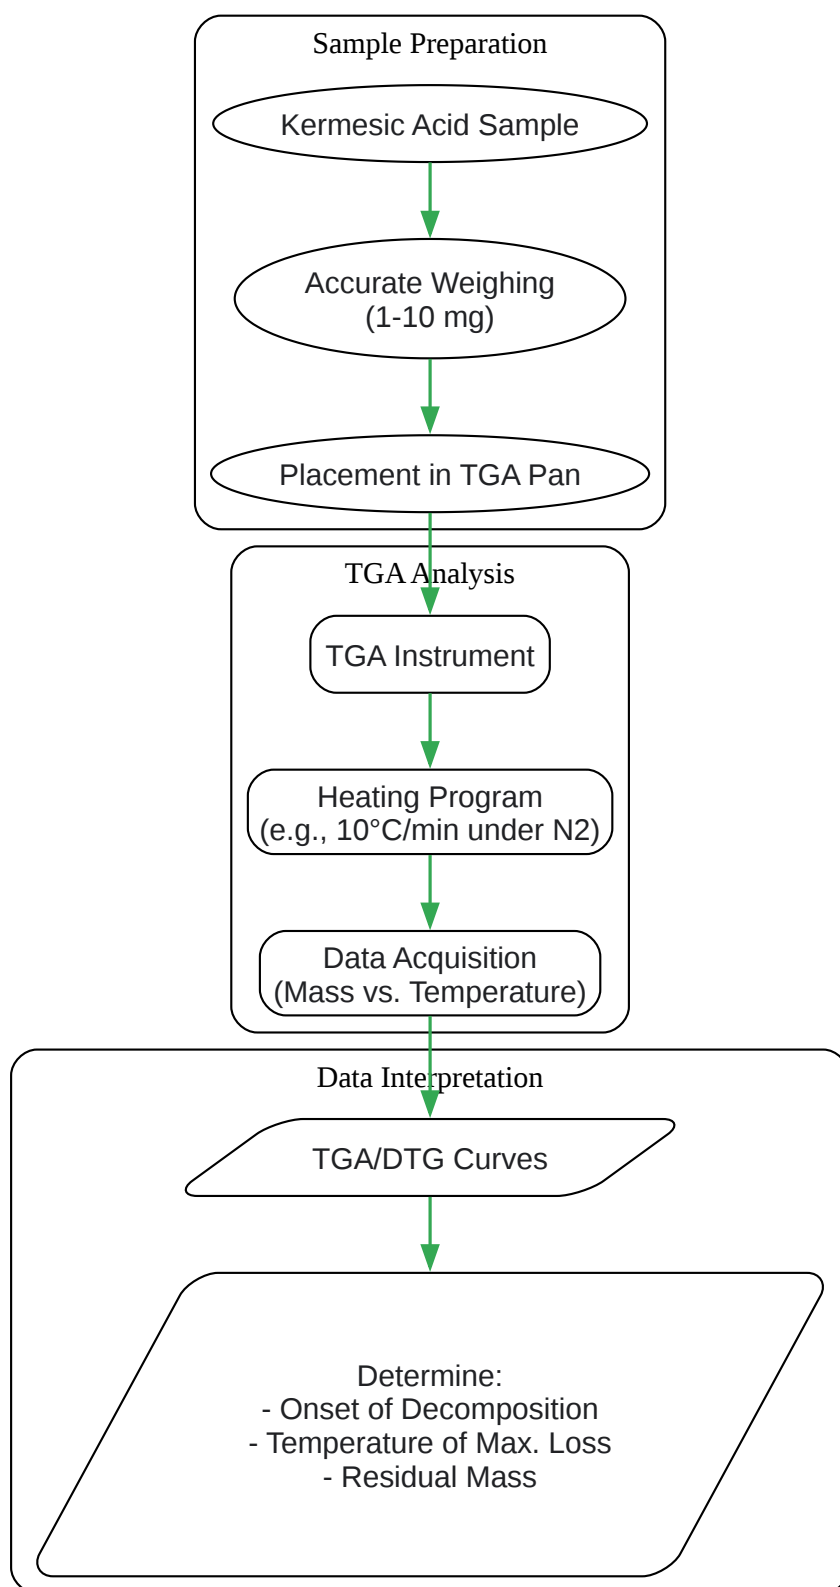 Sample Preparation
Kermesic Acid Sample
Accurate Weighing
(1-10 mg)
Placement in TGA Pan
TGA Analysis
TGA Instrument
Heating Program
(e.g., 10°C/min under N2)
Data Acquisition
(Mass vs. Temperature)
Data Interpretation
TGA/DTG Curves
Determine:
- Onset of Decomposition
- Temperature of Max. Loss
- Residual Mass